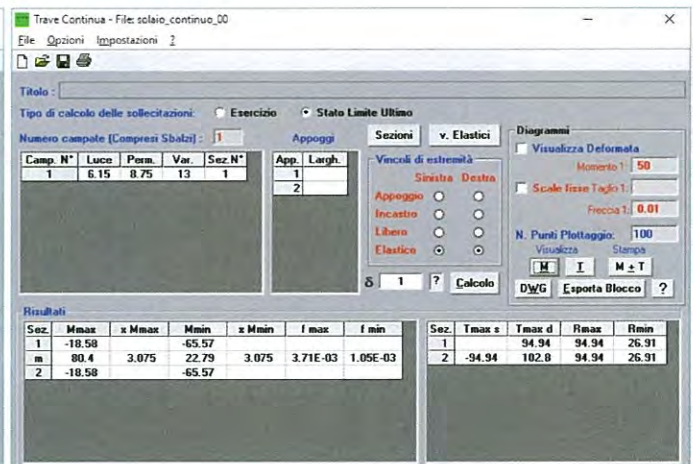 Trave Continua - File: solaio_continuo_00
File Opzioni Impostazioni ?
Titolo :
Tipo di calcolo delle sollecitazioni: Esercizio Stato Limite Ultimo
Numero campate (Compresi Sbalzi) : 1
Camp. N° Luce Perm. Var. Sez.N°
1 6.15 8.75 13 1
Appoggi
App. Largh.
1
2
Sezioni v. Elastici
Vincoli di estremità
Sinistra Destra
Appoggio
Incastro
Libero
Elastico
δ 1 ? Calcolo
Diagrammi
Visualizza Deformata
Momento 1: 50
Scale fisse Taglio 1:
Freccia 1: 0.01
N. Punti Plottaggio: 100
Visualizza Stampa
M T M + T
DWG Esporta Blocco ?
Risultati
Sez. Mmax x Mmax Mmin x Mmin f max f min
1 -18.58 -65.57
m 80.4 3.075 22.79 3.075 3.71E-03 1.05E-03
2 -18.58 -65.57
Sez. Tmax s Tmax d Rmax Rmin
1 94.94 94.94 26.91
2 -94.94 102.8 94.94 26.91